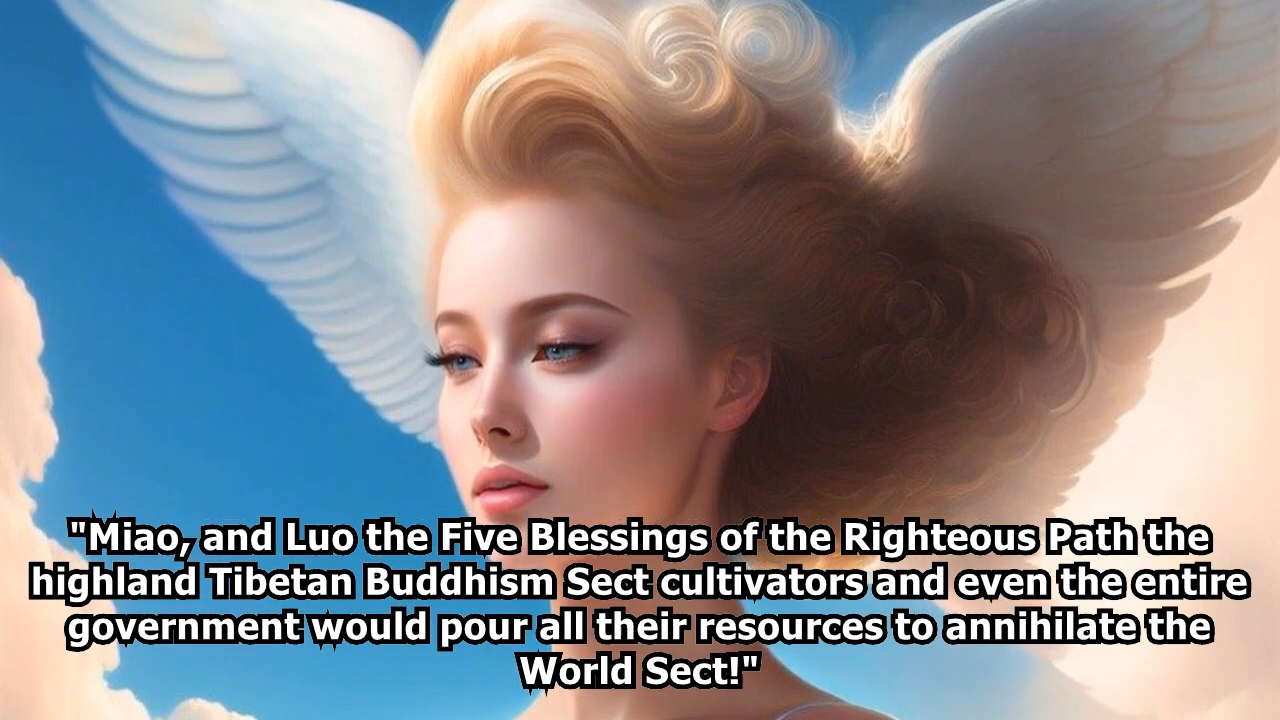 "Miao, and Luo the Five Blessings of the Righteous Path the
highland Tibetan Buddhism Sect cultivators and even the entire
government would pour all their resources to annihilate the
World Sect!"